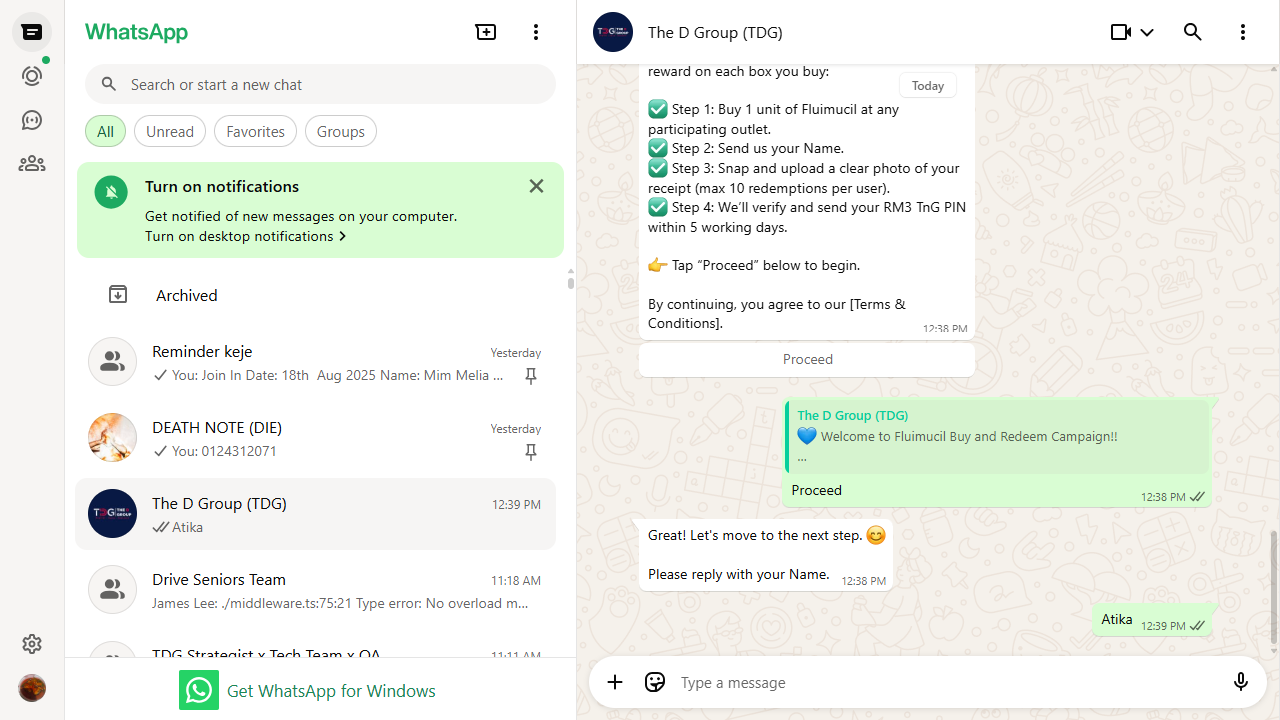 WhatsApp
Search or start a new chat
All
Unread
Favorites
Groups
Turn on notifications
Get notified of new messages on your computer.
Turn on desktop notifications
Archived
Reminder keje
Yesterday
You: Join In Date: 18th Aug 2025 Name: Mim Melia ...
DEATH NOTE (DIE)
Yesterday
You: 0124312071
The D Group (TDG)
12:39 PM
Atika
Drive Seniors Team
11:18 AM
James Lee: ./middleware.ts:75:21 Type error: No overload m...
TDG Strategist x Tech Team x QA
11:11 AM
Get WhatsApp for Windows
The D Group (TDG)
reward on each box you buy:
Today
✅ Step 1: Buy 1 unit of Fluimucil at any
participating outlet.
✅ Step 2: Send us your Name.
✅ Step 3: Snap and upload a clear photo of your
receipt (max 10 redemptions per user).
✅ Step 4: We’ll verify and send your RM3 TnG PIN
within 5 working days.
👉 Tap “Proceed” below to begin.
By continuing, you agree to our [Terms &
Conditions].
12:38 PM
Proceed
The D Group (TDG)
💙 Welcome to Fluimucil Buy and Redeem Campaign!!
...
Proceed
12:38 PM
Great! Let's move to the next step. 😊
Please reply with your Name.
12:38 PM
Atika
12:39 PM
Type a message